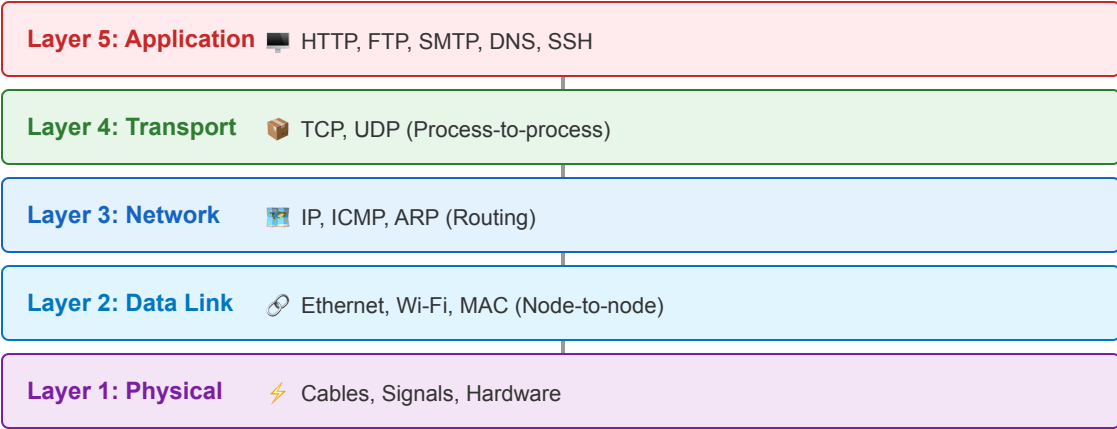 Layer 5: Application 🖥️ HTTP, FTP, SMTP, DNS, SSH
Layer 4: Transport 📦 TCP, UDP (Process-to-process)
Layer 3: Network 🗺️ IP, ICMP, ARP (Routing)
Layer 2: Data Link 🔗 Ethernet, Wi-Fi, MAC (Node-to-node)
Layer 1: Physical ⚡ Cables, Signals, Hardware